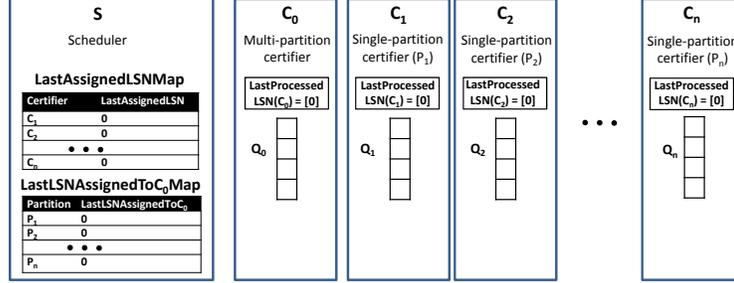 S
Scheduler
LastAssignedLSNMap
Certifier LastAssignedLSN
C1 0
C2 0
• • •
Cn 0
LastLSNAssignedToC0Map
Partition LastLSNAssignedToC0
P1 0
P2 0
• • •
Pn 0
C0
Multi-partition
certifier
LastProcessed
LSN(C0) = [0]
Q0
C1
Single-partition
certifier (P1)
LastProcessed
LSN(C1) = [0]
Q1
C2
Single-partition
certifier (P2)
LastProcessed
LSN(C2) = [0]
Q2
• • •
Cn
Single-partition
certifier (Pn)
LastProcessed
LSN(Cn) = [0]
Qn